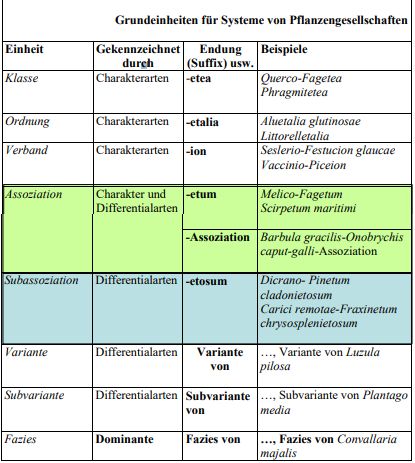 Grundeinheiten für Systeme von Pflanzengesellschaften
Einheit Gekennzeichnet durch Endung (Suffix) usw. Beispiele
Klasse Charakterarten -etea Querco-Fagetea
Phragmitetea
Ordnung Charakterarten -etalia Aluetalia glutinosae
Littorelletalia
Verband Charakterarten -ion Seslerio-Festucion glaucae
Vaccinio-Piceion
Assoziation Charakter und -etum Melico-Fagetum
Differentialarten Scirpetum maritimi
-Assoziation Barbula gracilis-Onobrychis
caput-galli-Assoziation
Subassoziation Differentialarten -etosum Dicrano- Pinetum
cladonietosum
Carici remotae-Fraxinetum
chrysosplenietosum
Variante Differentialarten Variante …, Variante von Luzula
von pilosa
Subvariante Differentialarten Subvariante …, Subvariante von Plantago
von media
Fazies Dominante Fazies von …, Fazies von Convallaria
majalis